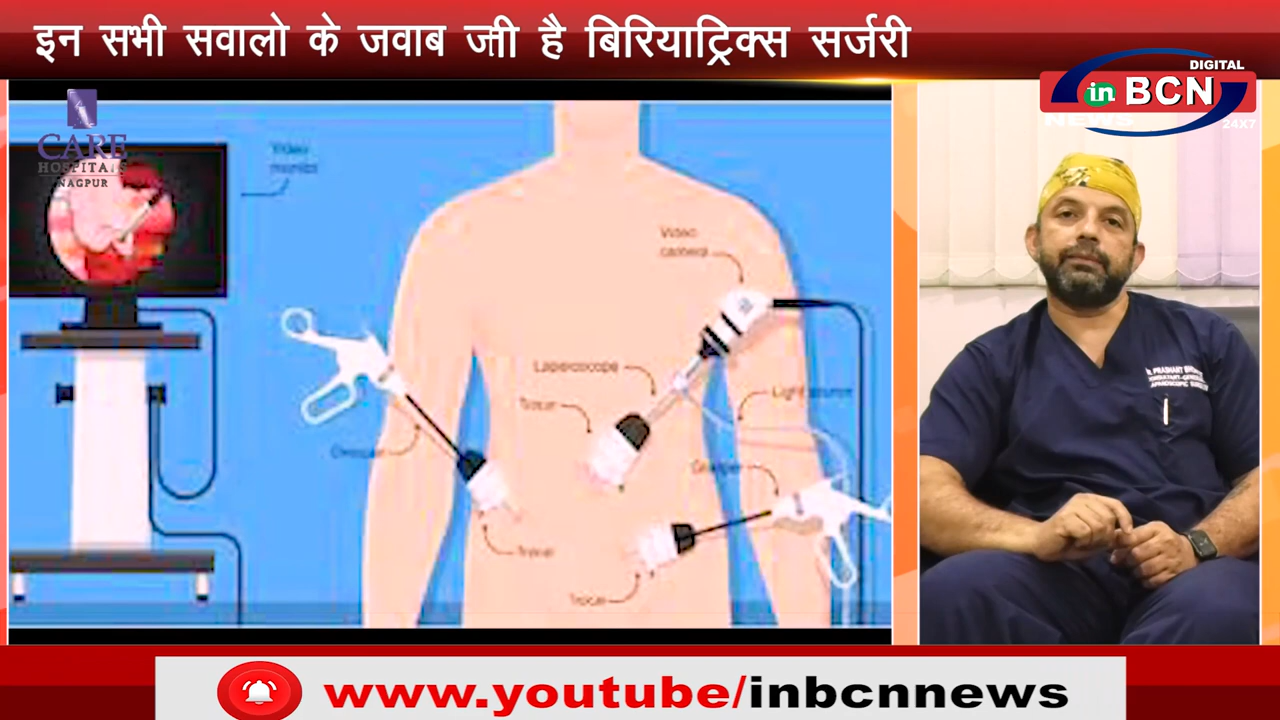 इन सभी सवालो के जवाब जाी है बिरियाट्रिक्स सर्जरी
DIGITAL
in BCN
NEWS 24X7
CARE
HOSPITALS
NAGPUR
Video
Video
camera
Laparoscope
Trocar
Light source
Grasper
Trocar
Trocar
www.youtube/inbcnnews